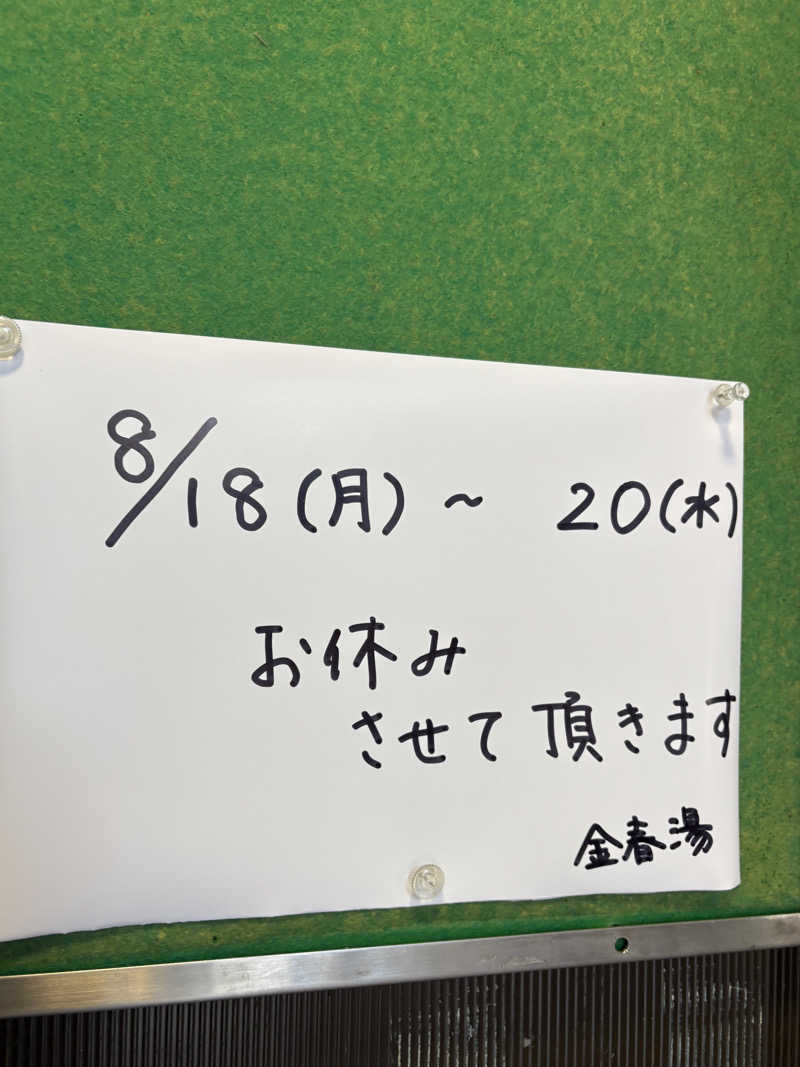 8/18(月)～ 20(水)
お休み
させて頂きます
金春湯